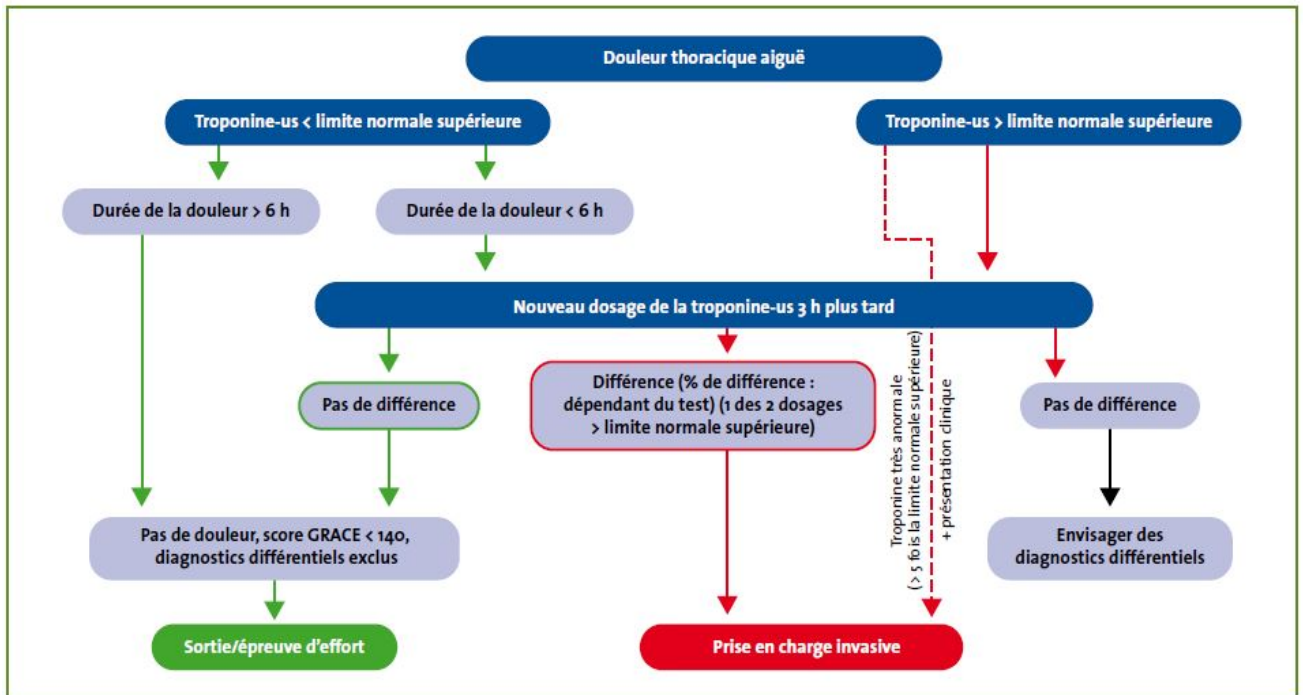 Douleur thoracique aiguë
Troponine-us < limite normale supérieure
Troponine-us > limite normale supérieure
Durée de la douleur > 6 h
Durée de la douleur < 6 h
Nouveau dosage de la troponine-us 3 h plus tard
Pas de différence
Différence (% de différence :
dépendant du test) (1 des 2 dosages
> limite normale supérieure)
Troponine très anormale
(> 5 fois la limite normale supérieure)
+ présentation clinique
Pas de différence
Pas de douleur, score GRACE < 140,
diagnostics différentiels exclus
Envisager des
diagnostics différentiels
Sortie/épreuve d’effort
Prise en charge invasive